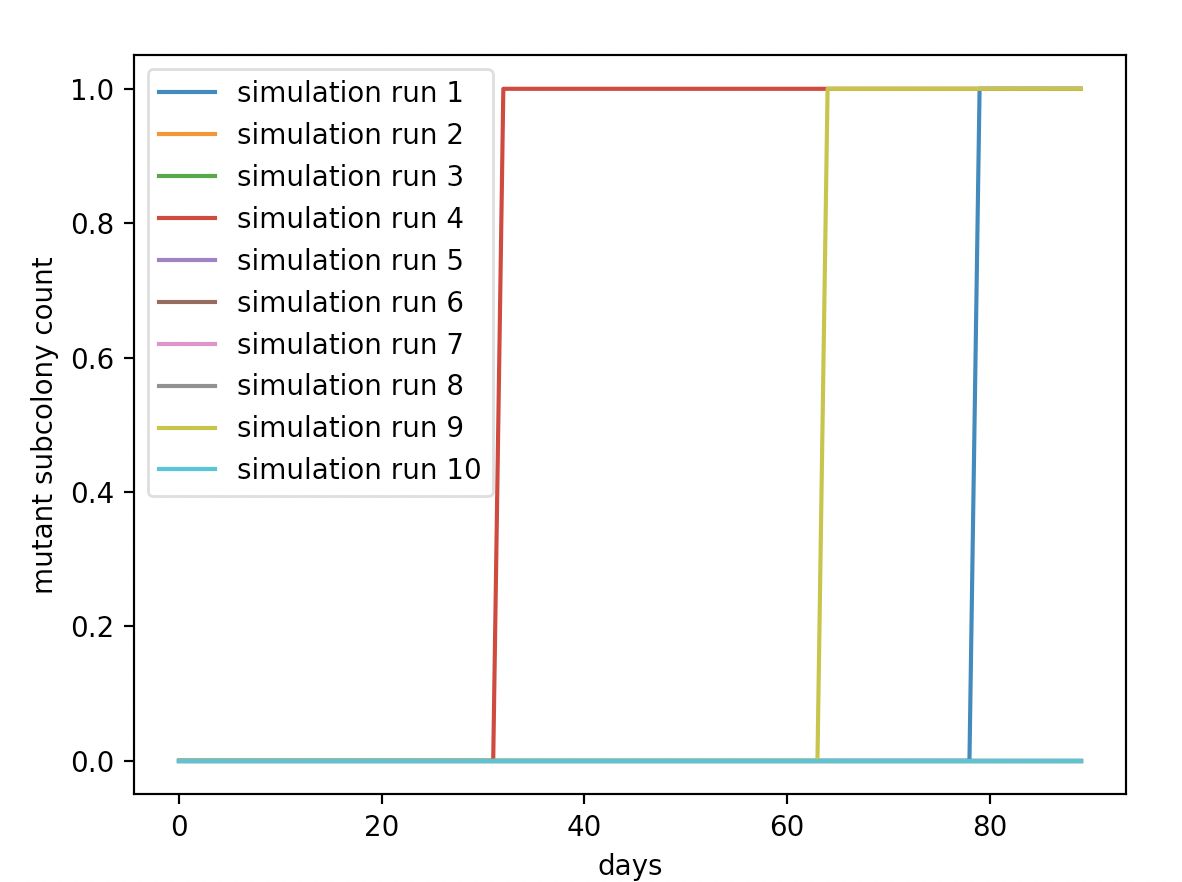 1.0
0.8
0.6
0.4
0.2
0.0
mutant subcolony count
simulation run 1
simulation run 2
simulation run 3
simulation run 4
simulation run 5
simulation run 6
simulation run 7
simulation run 8
simulation run 9
simulation run 10
0 20 40 60 80
days